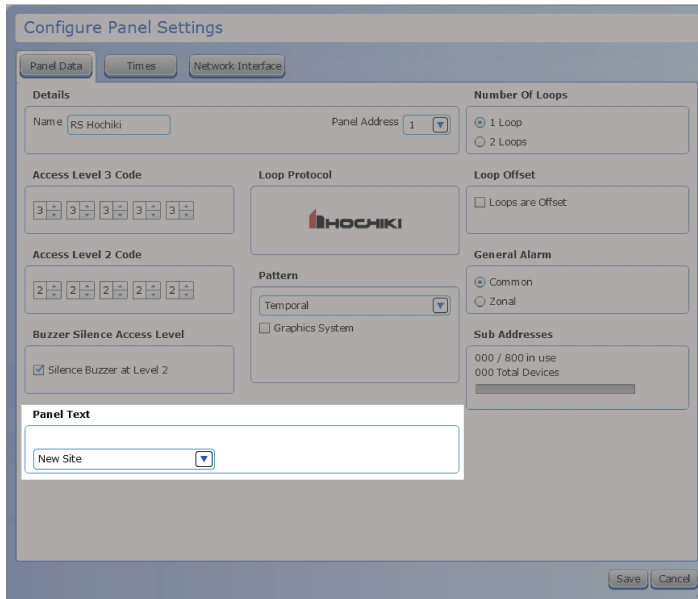 Configure Panel Settings
Panel Data
Times
Network Interface
Details
Name RS Hochiki
Panel Address 1
Number Of Loops
1 Loop
2 Loops
Access Level 3 Code
3 3 3 3 3
Loop Protocol
HOCHIKI
Loop Offset
Loops are Offset
Access Level 2 Code
2 2 2 2 2
Pattern
Temporal
Graphics System
General Alarm
Common
Zonal
Buzzer Silence Access Level
Silence Buzzer at Level 2
Sub Addresses
000 / 800 in use
000 Total Devices
Panel Text
New Site
Save
Cancel